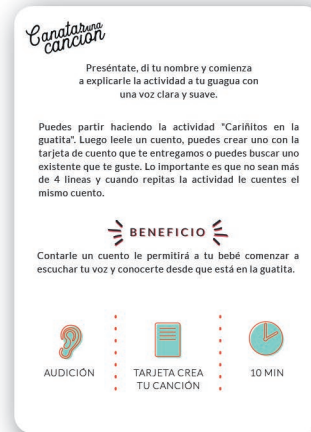 Canatar una
canción
Preséntate, di tu nombre y comienza
a explicarle la actividad a tu guagua con
una voz clara y suave.
Puedes partir haciendo la actividad "Cariñitos en la
guatita". Luego leele un cuento, puedes crear uno con la
tarjeta de cuento que te entregamos o puedes buscar uno
existente que te guste. Lo importante es que no sean más
de 4 lineas y cuando repitas la actividad le cuentes el
mismo cuento.
BENEFICIO
Contarle un cuento le permitirá a tu bebé comenzar a
escuchar tu voz y conocerte desde que está en la guatita.
AUDICIÓN
TARJETA CREA
TU CANCIÓN
10 MIN